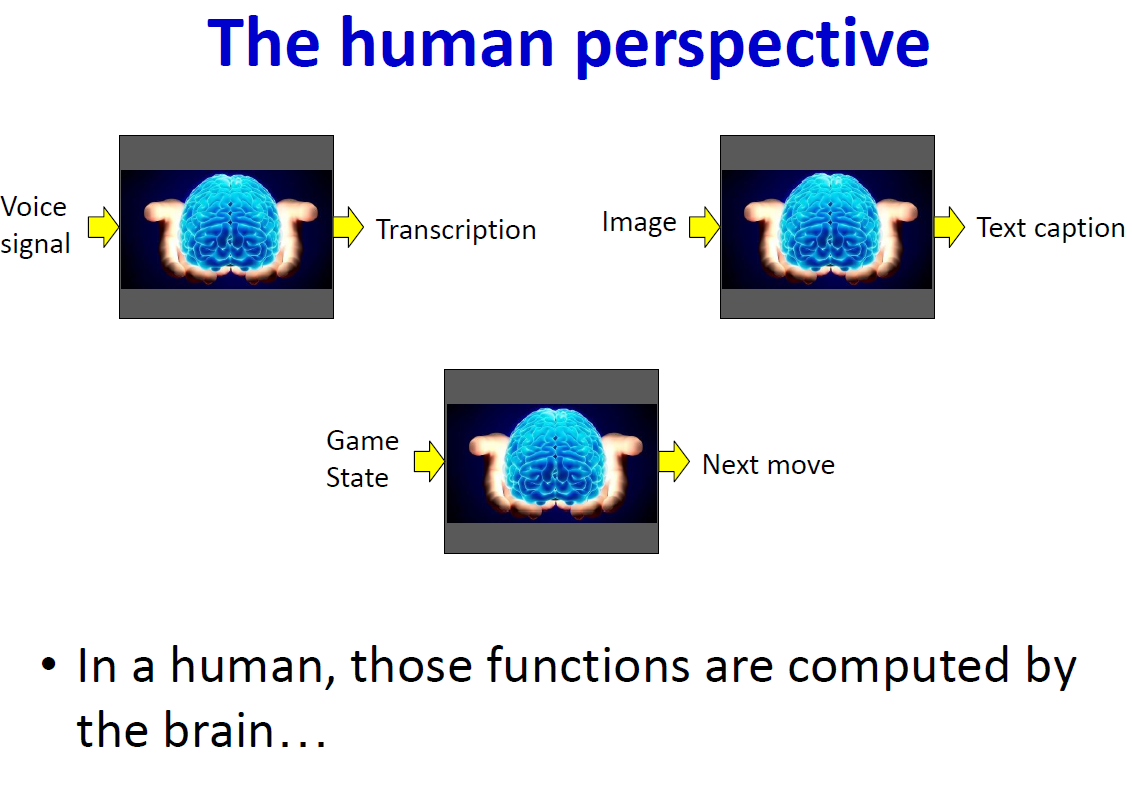 The human perspective
Voice
signal
Transcription
Image
Text caption
Game
State
Next move
• In a human, those functions are computed by
the brain…